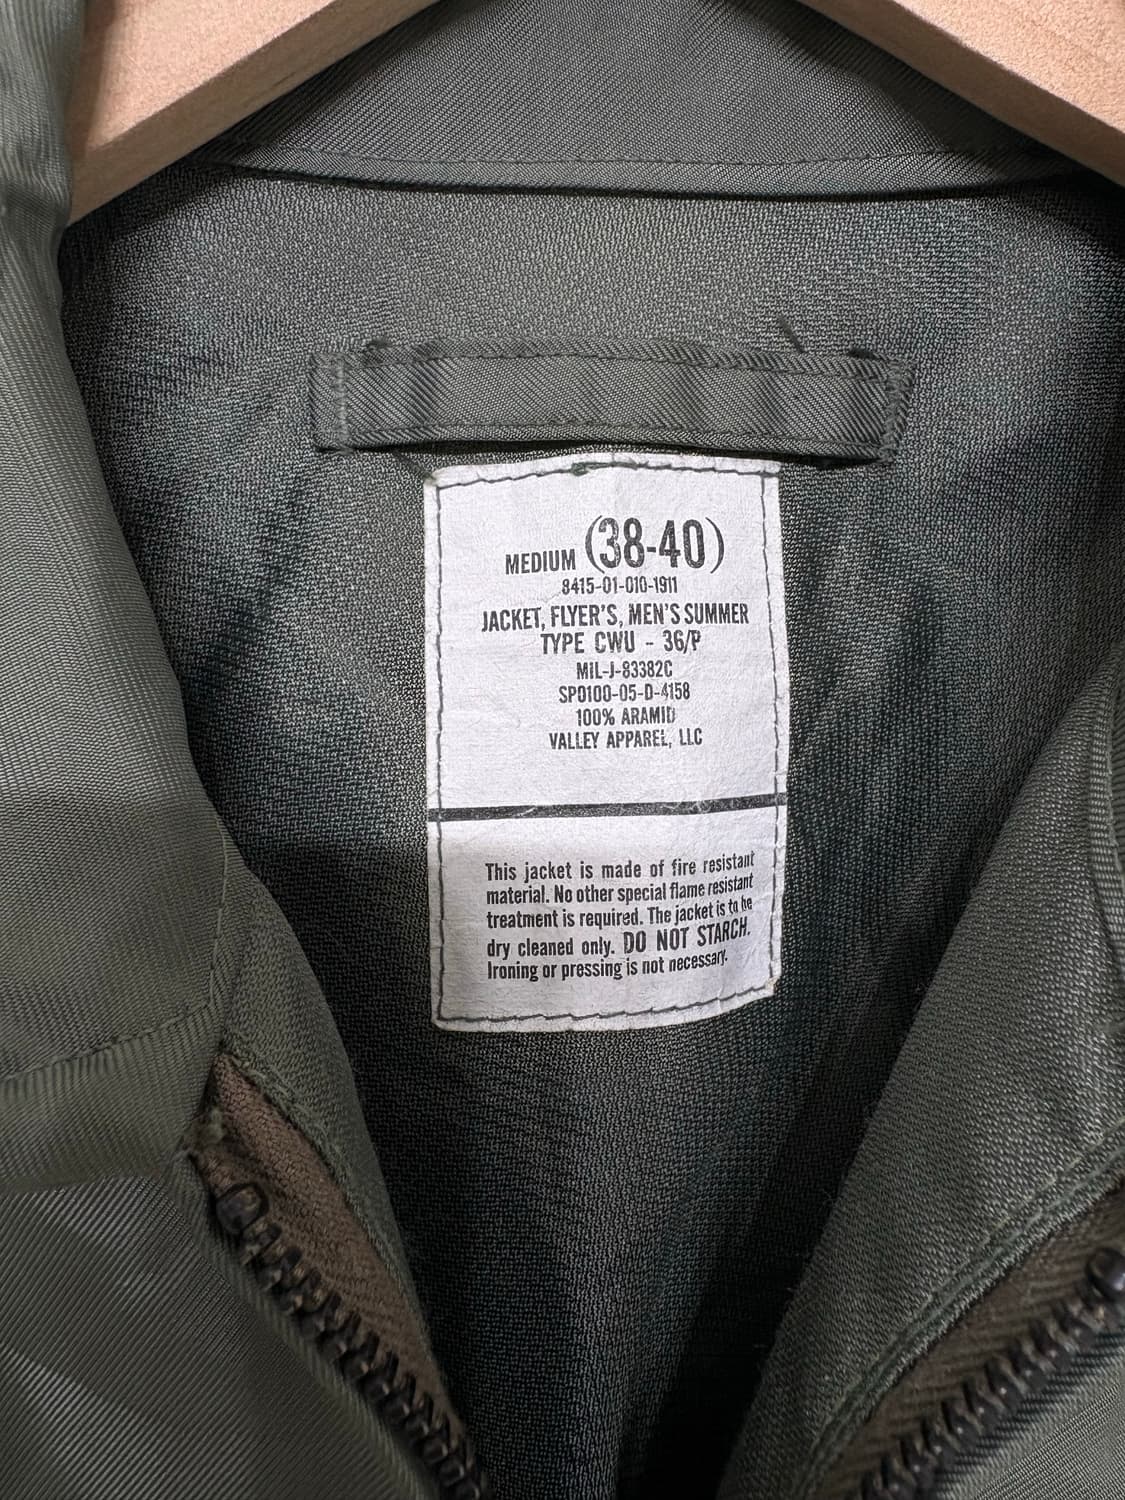 MEDIUM (38-40)
8415-01-010-1911
JACKET, FLYER'S, MEN'S SUMMER
TYPE CWU - 36/P
MIL-J-83382C
SPO100-05-D-4158
100% ARAMID
VALLEY APPAREL, LLC
This jacket is made of fire resistant
material. No other special flame resistant
treatment is required. The jacket is to be
dry cleaned only. DO NOT STARCH.
Ironing or pressing is not necessary.